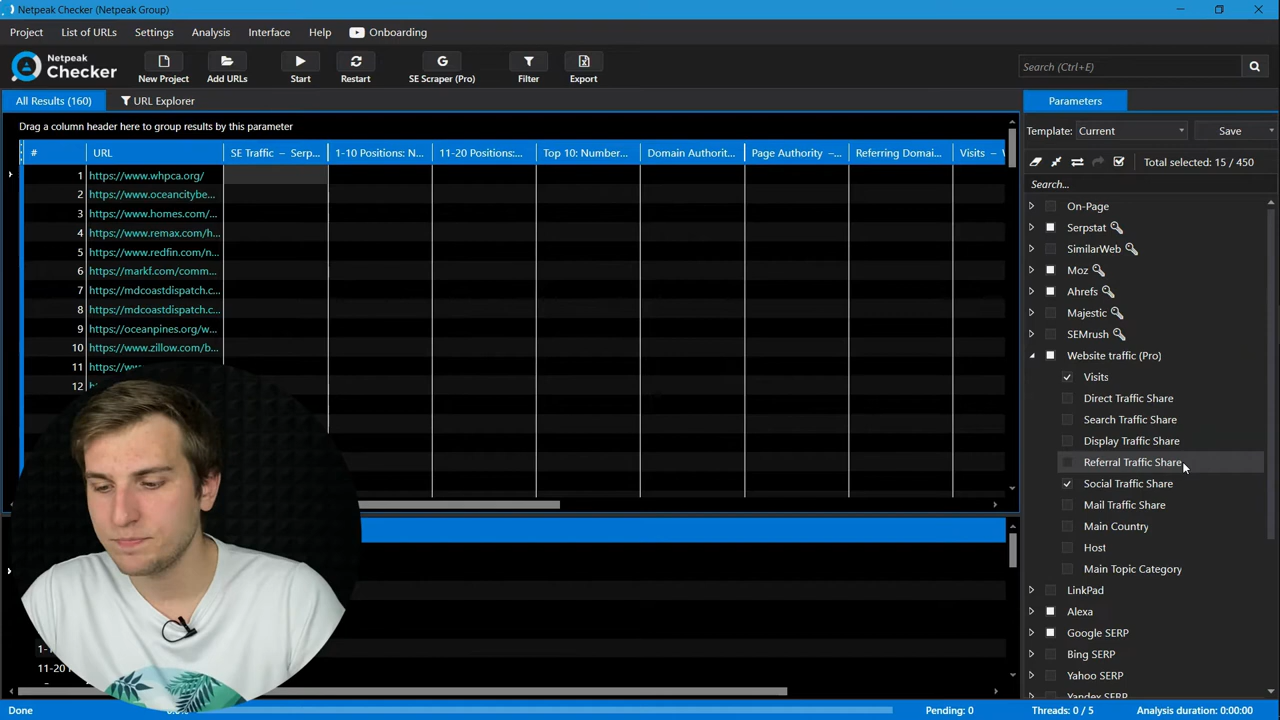 Netpeak Checker (Netpeak Group)
Project List of URLs Settings Analysis Interface Help Onboarding
Netpeak Checker
New Project Add URLs Start Restart SE Scraper (Pro) Filter Export
Search (Ctrl+E)
All Results (160) URL Explorer
Drag a column header here to group results by this parameter
# URL SE Traffic – Serp... 1-10 Positions: N... 11-20 Positions:... Top 10: Number... Domain Authorit... Page Authority –... Referring Domai... Visits –
1 https://www.whpca.org/
2 https://www.oceancitybe...
3 https://www.homes.com/...
4 https://www.remax.com/h...
5 https://www.redfin.com/n...
6 https://markf.com/comm...
7 https://mdcoastdispatch.c...
8 https://mdcoastdispatch.c...
9 https://oceanpines.org/w...
10 https://www.zillow.com/b...
11
12
1-
11-20
Parameters
Template: Current Save
Total selected: 15 / 450
Search...
On-Page
Serpstat
SimilarWeb
Moz
Ahrefs
Majestic
SEMrush
Website traffic (Pro)
Visits
Direct Traffic Share
Search Traffic Share
Display Traffic Share
Referral Traffic Share
Social Traffic Share
Mail Traffic Share
Main Country
Host
Main Topic Category
LinkPad
Alexa
Google SERP
Bing SERP
Yahoo SERP
Yandex SERP
Done 0.0% Pending: 0 Threads: 0 / 5 Analysis duration: 0:00:00